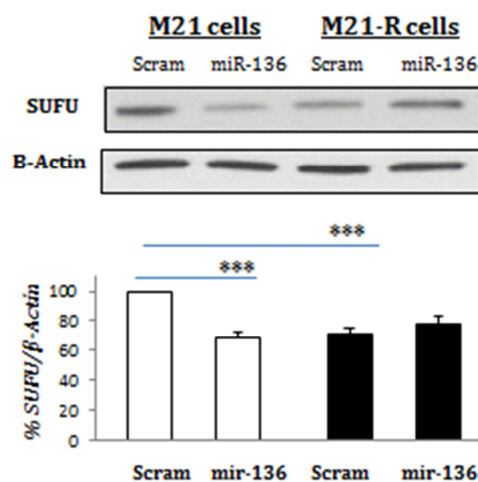 M21 cells M21-R cells
Scram miR-136 Scram miR-136
SUFU
B-Actin
***
***
% SUFU/β-Actin
100
80
60
40
20
0
Scram mir-136 Scram mir-136